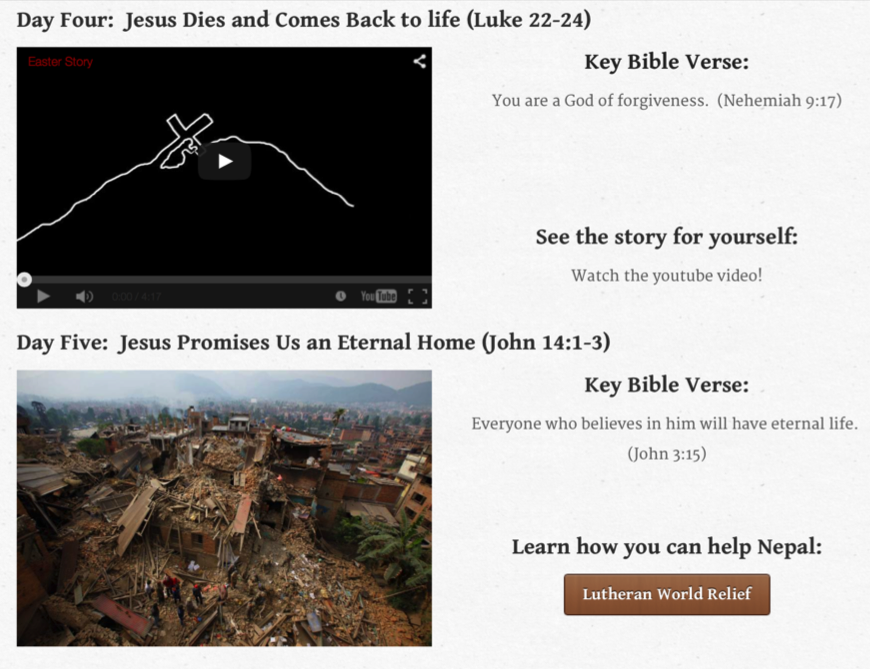 Day Four:  Jesus Dies and Comes Back to life (Luke 22-24)
Easter Story
Key Bible Verse:
You are a God of forgiveness.  (Nehemiah 9:17)
See the story for yourself:
Watch the youtube video!
0:00 / 4:17
YouTube
Day Five:  Jesus Promises Us an Eternal Home (John 14:1-3)
Key Bible Verse:
Everyone who believes in him will have eternal life.
(John 3:15)
Learn how you can help Nepal:
Lutheran World Relief